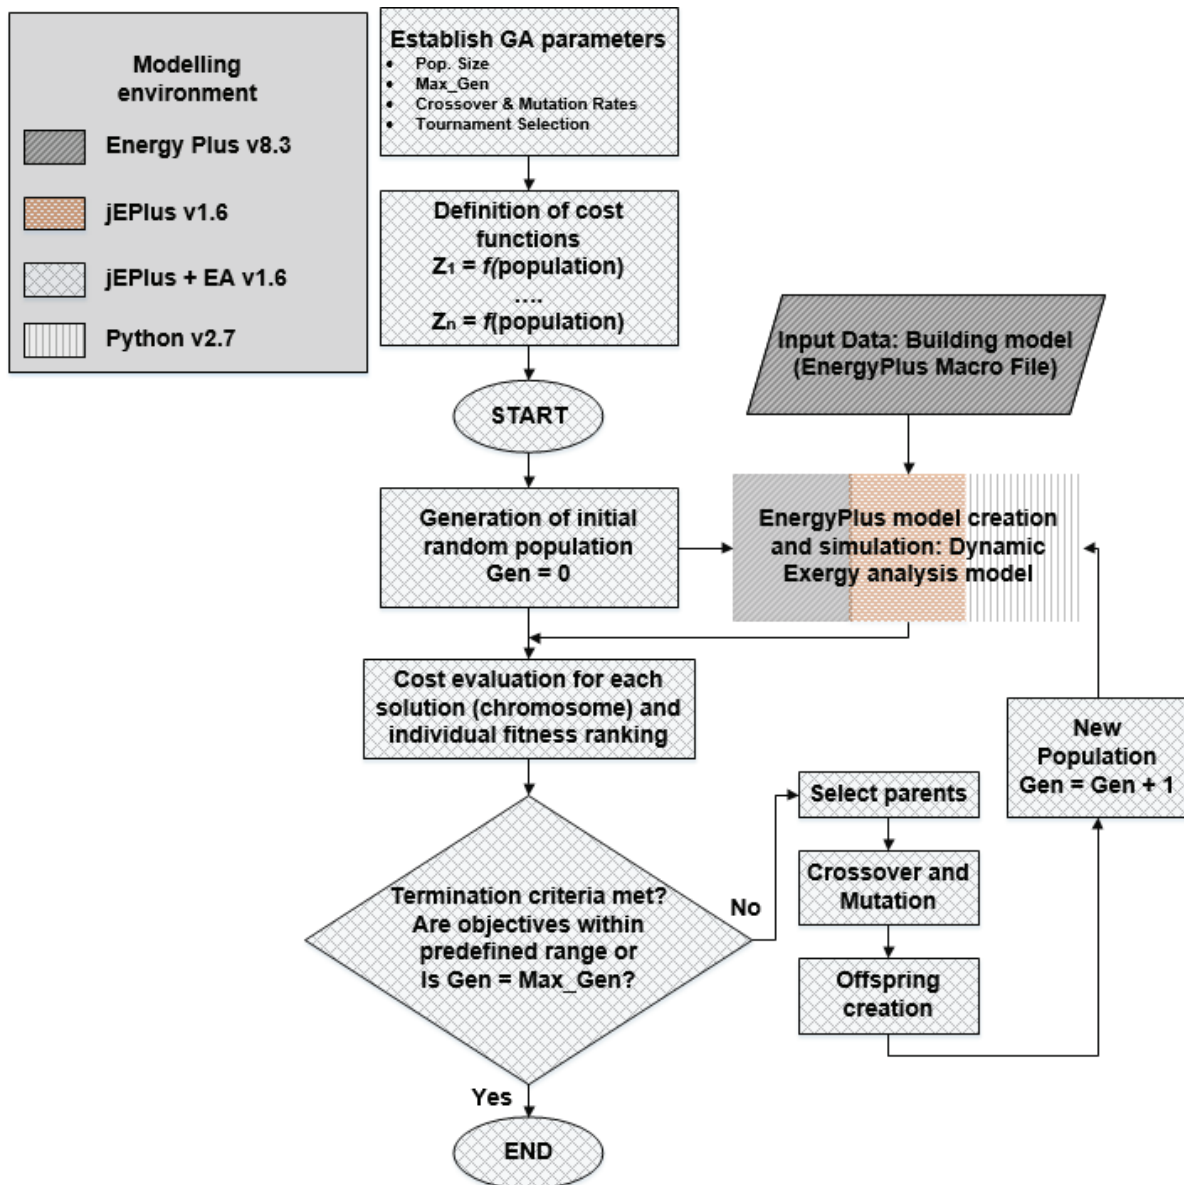 Modelling
environment
Energy Plus v8.3
jEPlus v1.6
jEPlus + EA v1.6
Python v2.7
Establish GA parameters
• Pop. Size
• Max_Gen
• Crossover & Mutation Rates
• Tournament Selection
Definition of cost
functions
Z₁ = f(population)
....
Zₙ = f(population)
START
Input Data: Building model
(EnergyPlus Macro File)
Generation of initial
random population
Gen = 0
EnergyPlus model creation
and simulation: Dynamic
Exergy analysis model
Cost evaluation for each
solution (chromosome) and
individual fitness ranking
Termination criteria met?
Are objectives within
predefined range or
Is Gen = Max_Gen?
No
Select parents
Crossover and
Mutation
Offspring
creation
New
Population
Gen = Gen + 1
Yes
END